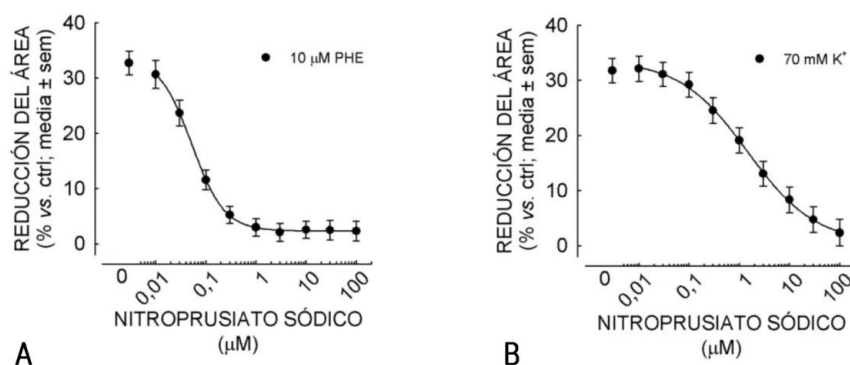 REDUCCIÓN DEL ÁREA
(% vs. ctrl; media ± sem)
40
30
20
10
0
10 μM PHE
0
0,01
0,1
1
10
100
NITROPRUSIATO SÓDICO
(μM)
A
REDUCCIÓN DEL ÁREA
(% vs. ctrl; media ± sem)
40
30
20
10
0
70 mM K⁺
0
0,01
0,1
1
10
100
NITROPRUSIATO SÓDICO
(μM)
B